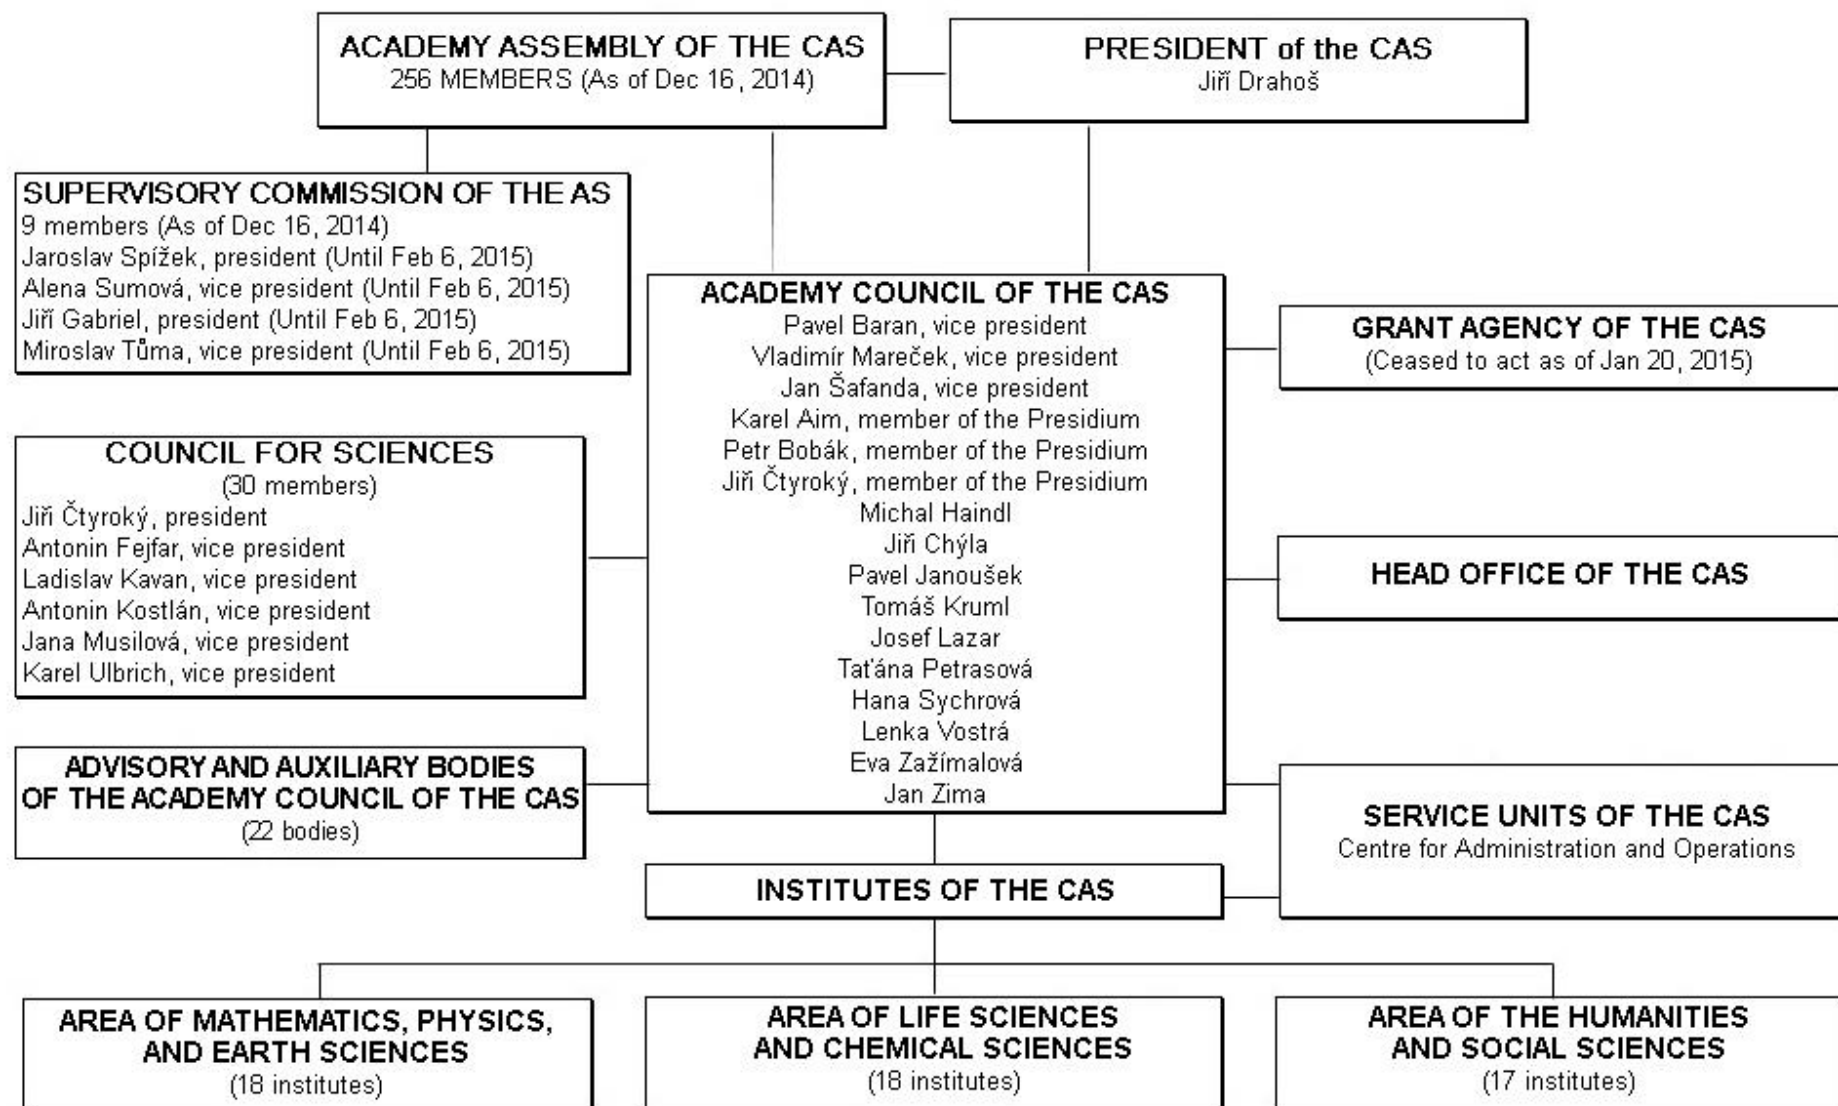 ACADEMY ASSEMBLY OF THE CAS
256 MEMBERS (As of Dec 16, 2014)
PRESIDENT of the CAS
Jiří Drahoš
SUPERVISORY COMMISSION OF THE AS
9 members (As of Dec 16, 2014)
Jaroslav Spížek, president (Until Feb 6, 2015)
Alena Sumová, vice president (Until Feb 6, 2015)
Jiří Gabriel, president (Until Feb 6, 2015)
Miroslav Tůma, vice president (Until Feb 6, 2015)
ACADEMY COUNCIL OF THE CAS
Pavel Baran, vice president
Vladimír Mareček, vice president
Jan Šafanda, vice president
Karel Aim, member of the Presidium
Petr Bobák, member of the Presidium
Jiří Čtyroký, member of the Presidium
Michal Haindl
Jiří Chýla
Pavel Janoušek
Tomáš Kruml
Josef Lazar
Taťána Petrasová
Hana Sychrová
Lenka Vostrá
Eva Zažímalová
Jan Zima
GRANT AGENCY OF THE CAS
(Ceased to act as of Jan 20, 2015)
COUNCIL FOR SCIENCES
(30 members)
Jiří Čtyroký, president
Antonin Fejfar, vice president
Ladislav Kavan, vice president
Antonin Kostlán, vice president
Jana Musilová, vice president
Karel Ulbrich, vice president
HEAD OFFICE OF THE CAS
ADVISORY AND AUXILIARY BODIES
OF THE ACADEMY COUNCIL OF THE CAS
(22 bodies)
SERVICE UNITS OF THE CAS
Centre for Administration and Operations
INSTITUTES OF THE CAS
AREA OF MATHEMATICS, PHYSICS,
AND EARTH SCIENCES
(18 institutes)
AREA OF LIFE SCIENCES
AND CHEMICAL SCIENCES
(18 institutes)
AREA OF THE HUMANITIES
AND SOCIAL SCIENCES
(17 institutes)